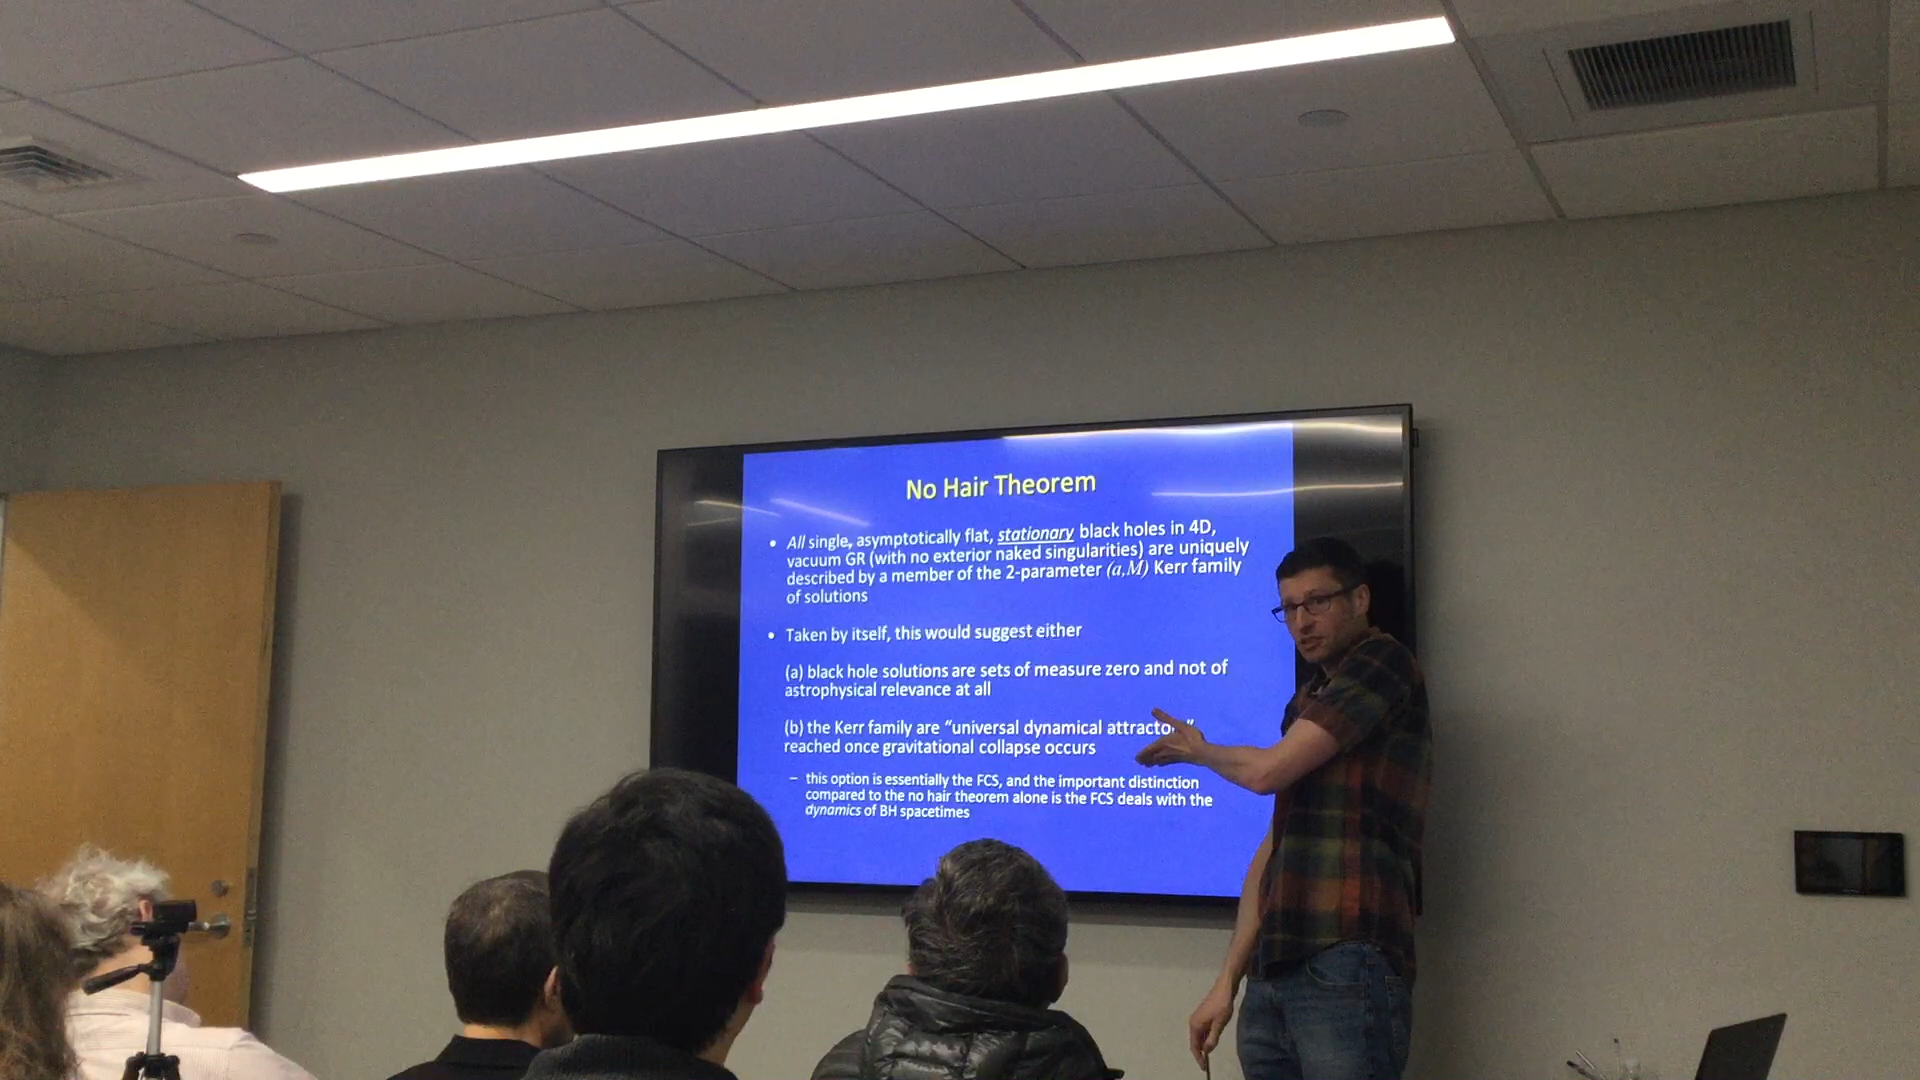 No Hair Theorem
• All single, asymptotically flat, stationary black holes in 4D,
vacuum GR (with no exterior naked singularities) are uniquely
described by a member of the 2-parameter (a,M) Kerr family
of solutions
• Taken by itself, this would suggest either
(a) black hole solutions are sets of measure zero and not of
astrophysical relevance at all
(b) the Kerr family are “universal dynamical
reached once gravitational collapse occurs
– this option is essentially the FCS, and the important distinction
compared to the no hair theorem alone is the FCS deals with the
dynamics of BH spacetimes